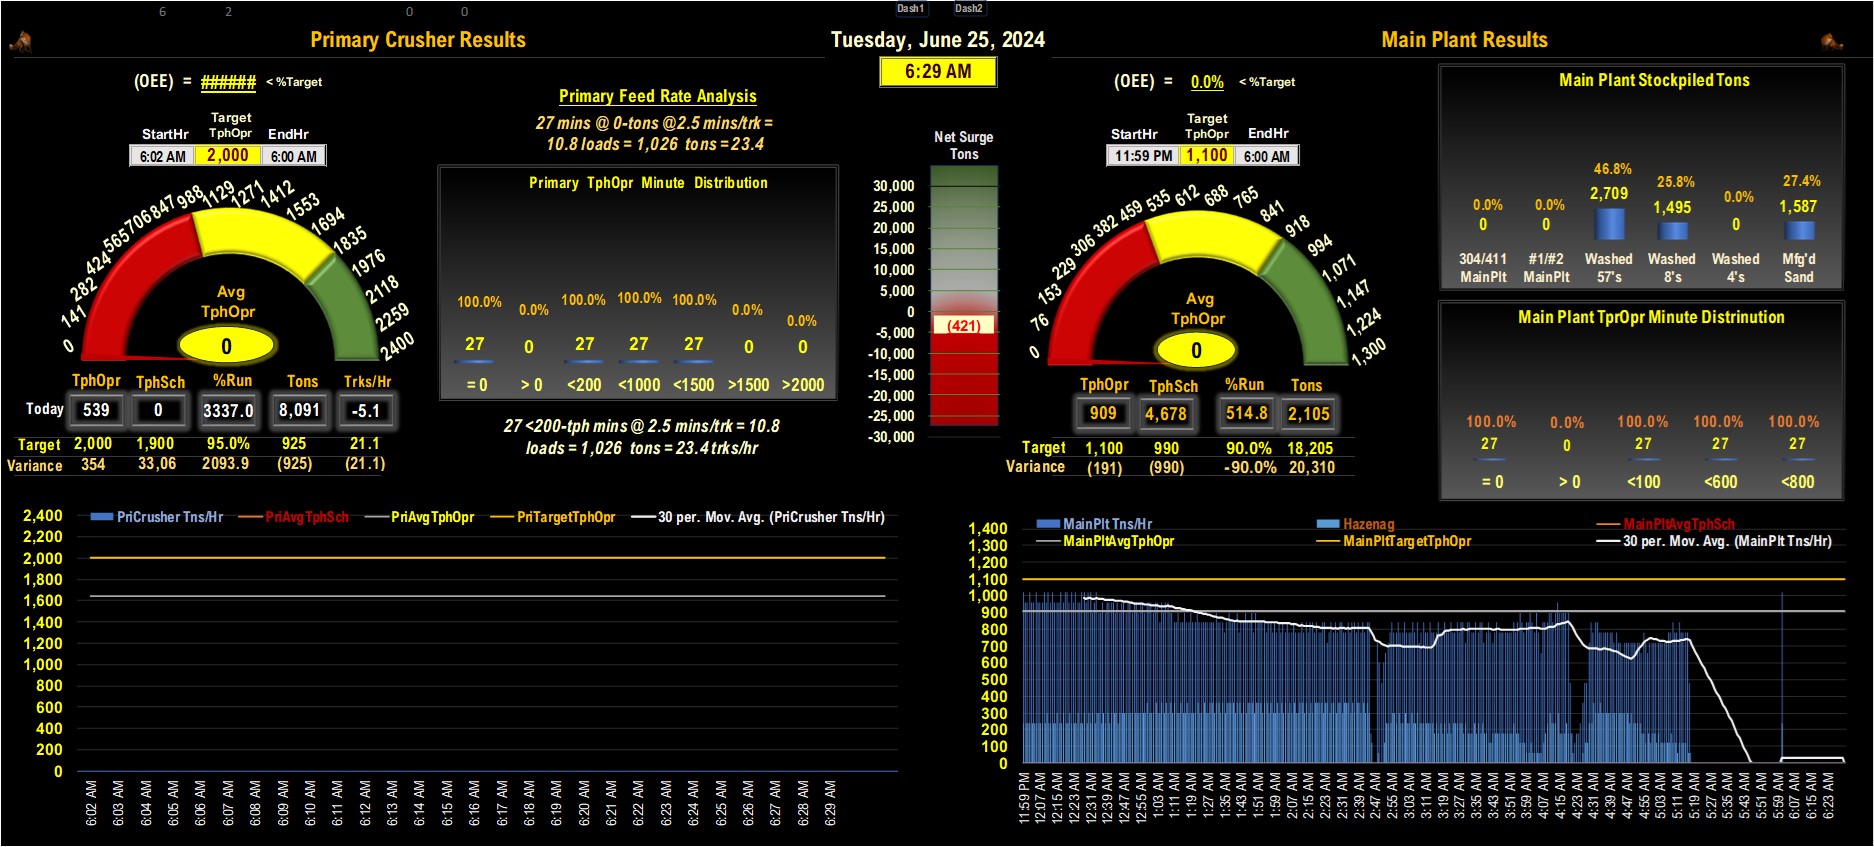 6 2 0 0 Dash1 Dash2
Primary Crusher Results
Tuesday, June 25, 2024
Main Plant Results
6:29 AM
(OEE) = ###### < %Target
Target
StartHr TphOpr EndHr
6:02 AM 2,000 6:00 AM
0 141 282 424 565 706 847 988 1129 1271 1412 1553 1694 1835 1976 2118 2259 2400
Avg
TphOpr
0
TphOpr TphSch %Run Tons Trks/Hr
Today 539 0 3337.0 8,091 -5.1
Target 2,000 1,900 95.0% 925 21.1
Variance 354 33,06 2093.9 (925) (21.1)
Primary Feed Rate Analysis
27 mins @ 0-tons @2.5 mins/trk =
10.8 loads = 1,026 tons = 23.4
Primary TphOpr Minute Distribution
100.0% 0.0% 100.0% 100.0% 100.0% 0.0% 0.0%
27 0 27 27 27 0 0
= 0 > 0 <200 <1000 <1500 >1500 >2000
27 <200-tph mins @ 2.5 mins/trk = 10.8
loads = 1,026 tons = 23.4 trks/hr
Net Surge
Tons
30,000
25,000
20,000
15,000
10,000
5,000
0
(421)
-5,000
-10,000
-15,000
-20,000
-25,000
-30,000
(OEE) = 0.0% < %Target
Target
StartHr TphOpr EndHr
11:59 PM 1,100 6:00 AM
0 76 153 229 306 382 459 535 612 688 765 841 918 994 1,071 1,147 1,224 1,300
Avg
TphOpr
0
TphOpr TphSch %Run Tons
909 4,678 514.8 2,105
Target 1,100 990 90.0% 18,205
Variance (191) (990) -90.0% 20,310
Main Plant Stockpiled Tons
0.0% 0.0% 46.8% 25.8% 0.0% 27.4%
0 0 2,709 1,495 0 1,587
304/411 #1/#2 Washed Washed Washed Mfg'd
MainPlt MainPlt 57's 8's 4's Sand
Main Plant TprOpr Minute Distrinution
100.0% 0.0% 100.0% 100.0% 100.0%
27 0 27 27 27
= 0 > 0 <100 <600 <800
PriCrusher Tns/Hr PriAvgTphSch PriAvgTphOpr PriTargetTphOpr 30 per. Mov. Avg. (PriCrusher Tns/Hr)
2,400
2,200
2,000
1,800
1,600
1,400
1,200
1,000
800
600
400
200
0
6:02 AM 6:03 AM 6:04 AM 6:05 AM 6:06 AM 6:07 AM 6:08 AM 6:09 AM 6:10 AM 6:11 AM 6:12 AM 6:13 AM 6:14 AM 6:15 AM 6:16 AM 6:17 AM 6:18 AM 6:19 AM 6:20 AM 6:21 AM 6:22 AM 6:23 AM 6:24 AM 6:25 AM 6:26 AM 6:27 AM 6:28 AM 6:29 AM
MainPlt Tns/Hr Hazenag MainPltAvgTphSch
MainPltAvgTphOpr MainPltTargetTphOpr 30 per. Mov. Avg. (MainPlt Tns/Hr)
1,400
1,300
1,200
1,100
1,000
900
800
700
600
500
400
300
200
100
0
11:59 PM 12:07 AM 12:15 AM 12:23 AM 12:31 AM 12:39 AM 12:47 AM 12:55 AM 1:03 AM 1:11 AM 1:19 AM 1:27 AM 1:35 AM 1:43 AM 1:51 AM 1:59 AM 2:07 AM 2:15 AM 2:23 AM 2:31 AM 2:39 AM 2:47 AM 2:55 AM 3:03 AM 3:11 AM 3:19 AM 3:27 AM 3:35 AM 3:43 AM 3:51 AM 3:59 AM 4:07 AM 4:15 AM 4:23 AM 4:31 AM 4:39 AM 4:47 AM 4:55 AM 5:03 AM 5:11 AM 5:19 AM 5:27 AM 5:35 AM 5:43 AM 5:51 AM 5:59 AM 6:07 AM 6:15 AM 6:23 AM